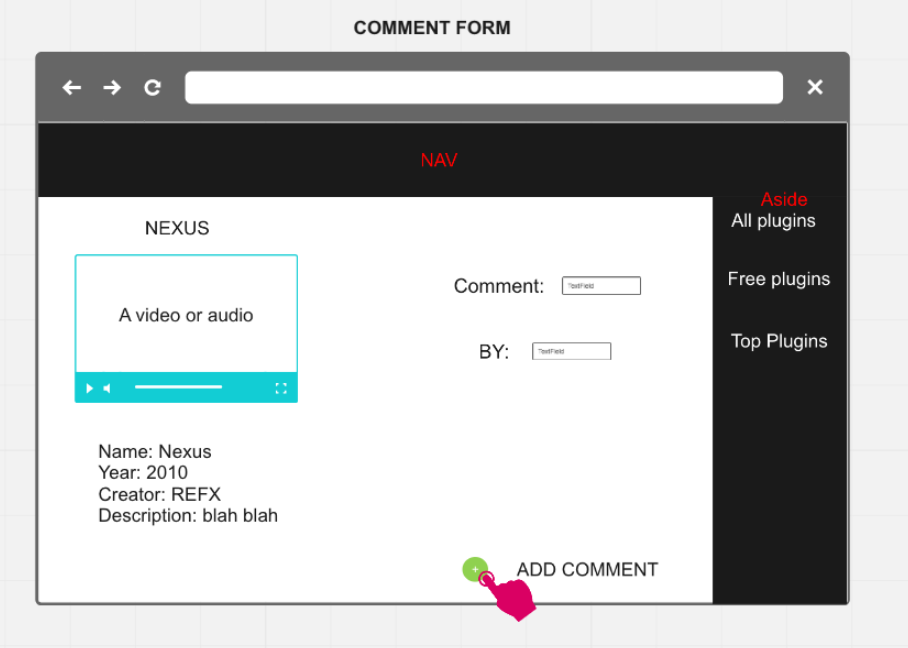 COMMENT FORM
NAV
Aside
All plugins
Free plugins
Top Plugins
NEXUS
A video or audio
Name: Nexus
Year: 2010
Creator: REFX
Description: blah blah
Comment: TextField
BY: TextField
ADD COMMENT